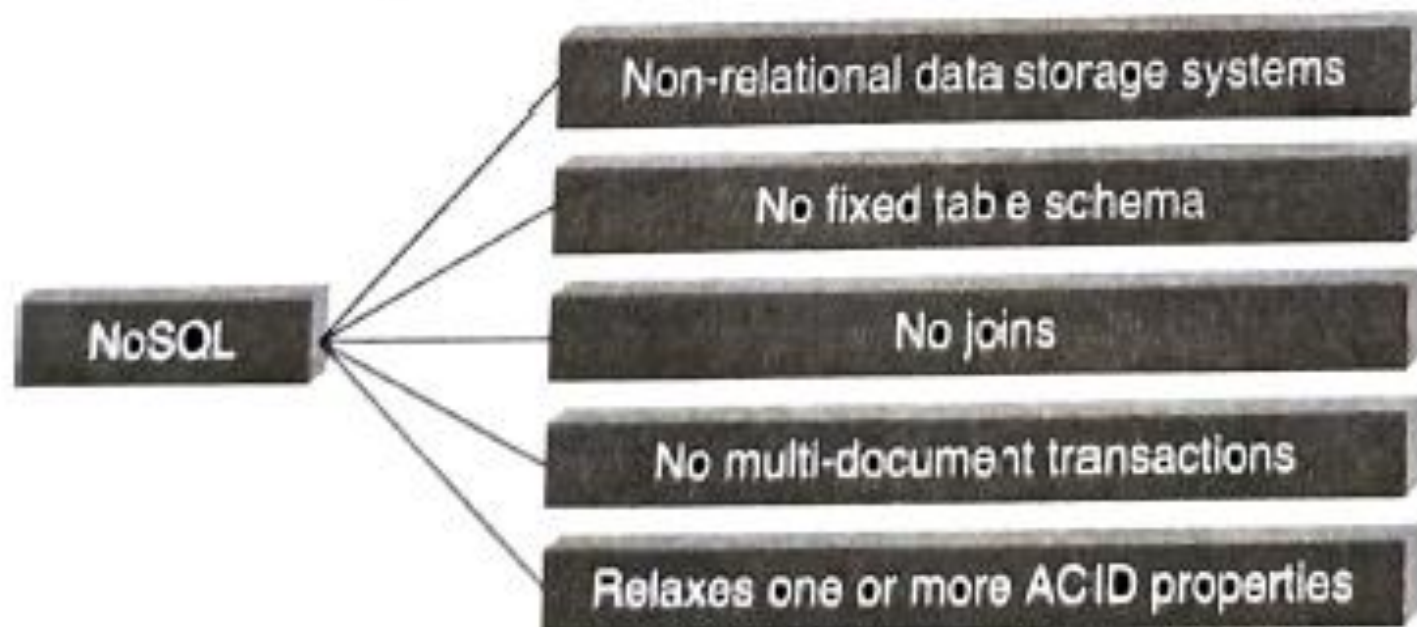 NoSQL
Non-relational data storage systems
No fixed table schema
No joins
No multi-document transactions
Relaxes one or more ACID properties